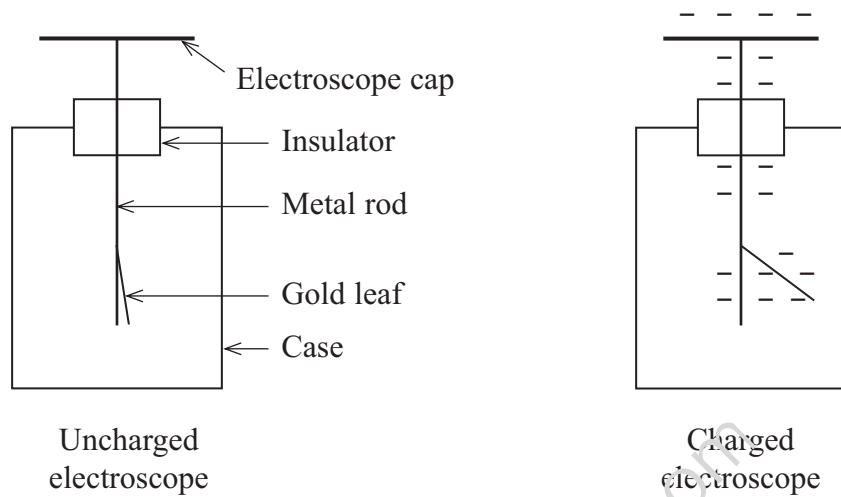 Electroscope cap
Insulator
Metal rod
Gold leaf
Case
Uncharged
electroscope
Charged
electroscope